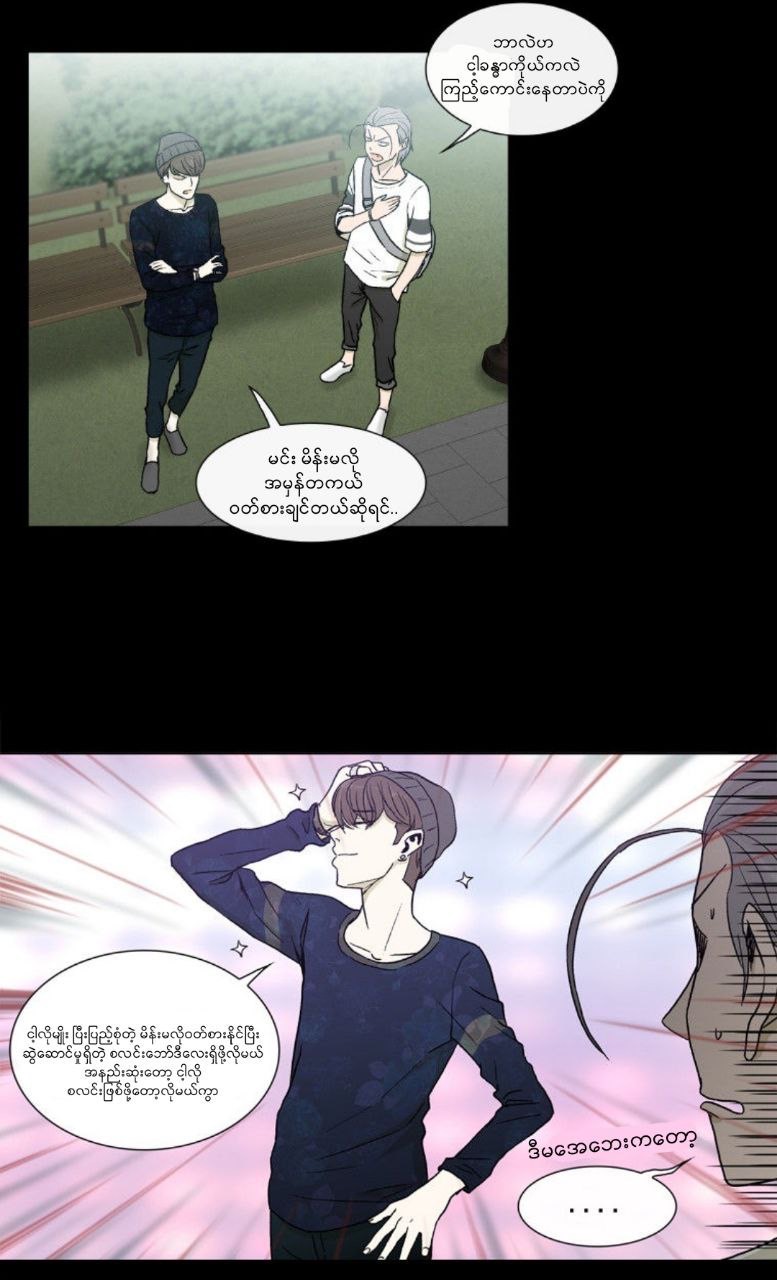 ဘာလဲဟ
ငါ့ခန္ဓာကိုယ်ကလဲ
ကြည့်ကောင်းနေတာပဲကို
မင်း မိန်းမလို
အမှန်တကယ်
ဝတ်စားချင်တယ်ဆိုရင်..
ငါ့လိုမျိုး ပြီးပြည့်စုံတဲ့ မိန်းမလိုဝတ်စားနိုင်ပြီး
ဆွဲဆောင်မှုရှိတဲ့ စလင်းဘော်ဒီလေးရှိဖို့လိုမယ်
အနည်းဆုံးတော့ ငါ့လို
စလင်းဖြစ်ဖို့တော့လိုမယ်ကွာ
ဒီမအေဘေးကတော့
....